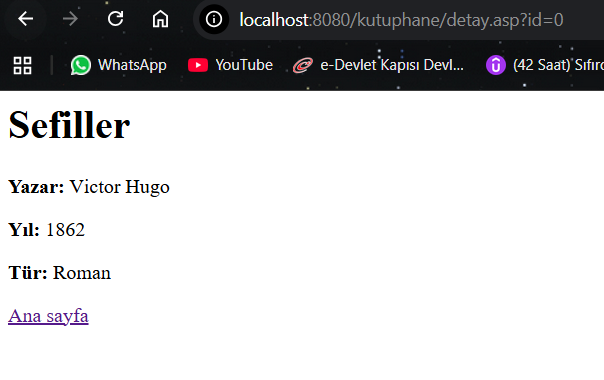 localhost:8080/kutuphane/detay.asp?id=0
WhatsApp YouTube e-Devlet Kapısı Devl... (42 Saat) Sıfırd
Sefiller
Yazar: Victor Hugo
Yıl: 1862
Tür: Roman
Ana sayfa